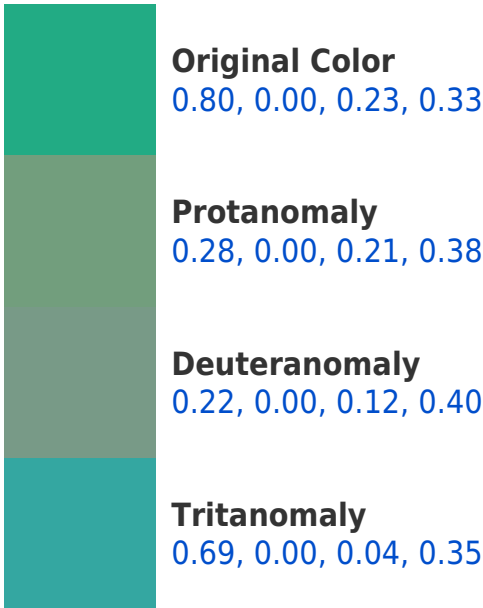 Original Color
0.80, 0.00, 0.23, 0.33
Protanomaly
0.28, 0.00, 0.21, 0.38
Deuteranomaly
0.22, 0.00, 0.12, 0.40
Tritanomaly
0.69, 0.00, 0.04, 0.35